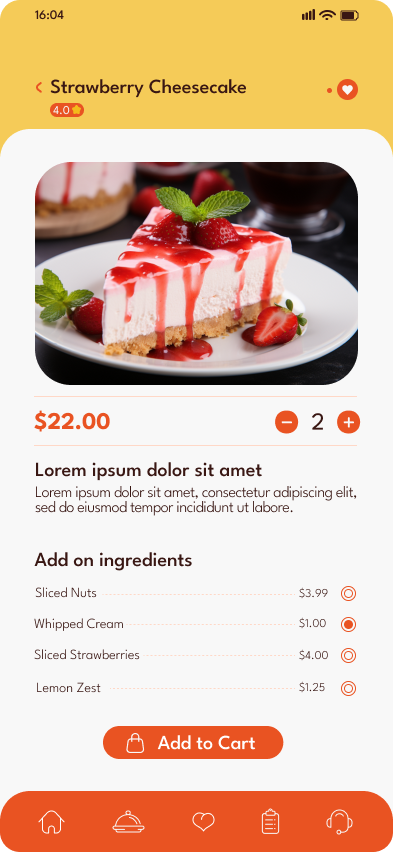 16:04
Strawberry Cheesecake
4.0
$22.00
2
Lorem ipsum dolor sit amet
Lorem ipsum dolor sit amet, consectetur adipiscing elit,
sed do eiusmod tempor incididunt ut labore.
Add on ingredients
Sliced Nuts $3.99
Whipped Cream $1.00
Sliced Strawberries $4.00
Lemon Zest $1.25
Add to Cart